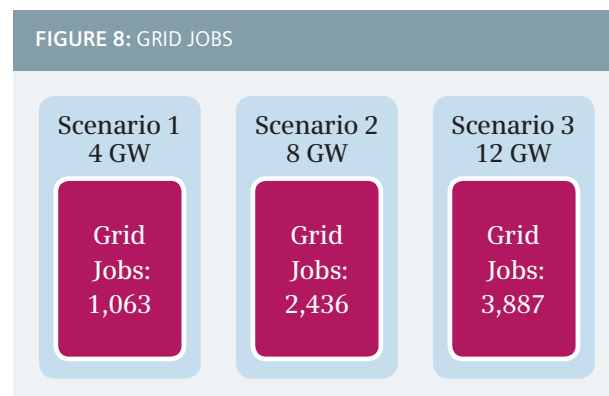 FIGURE 8: GRID JOBS
Scenario 1
4 GW
Grid
Jobs:
1,063
Scenario 2
8 GW
Grid
Jobs:
2,436
Scenario 3
12 GW
Grid
Jobs:
3,887